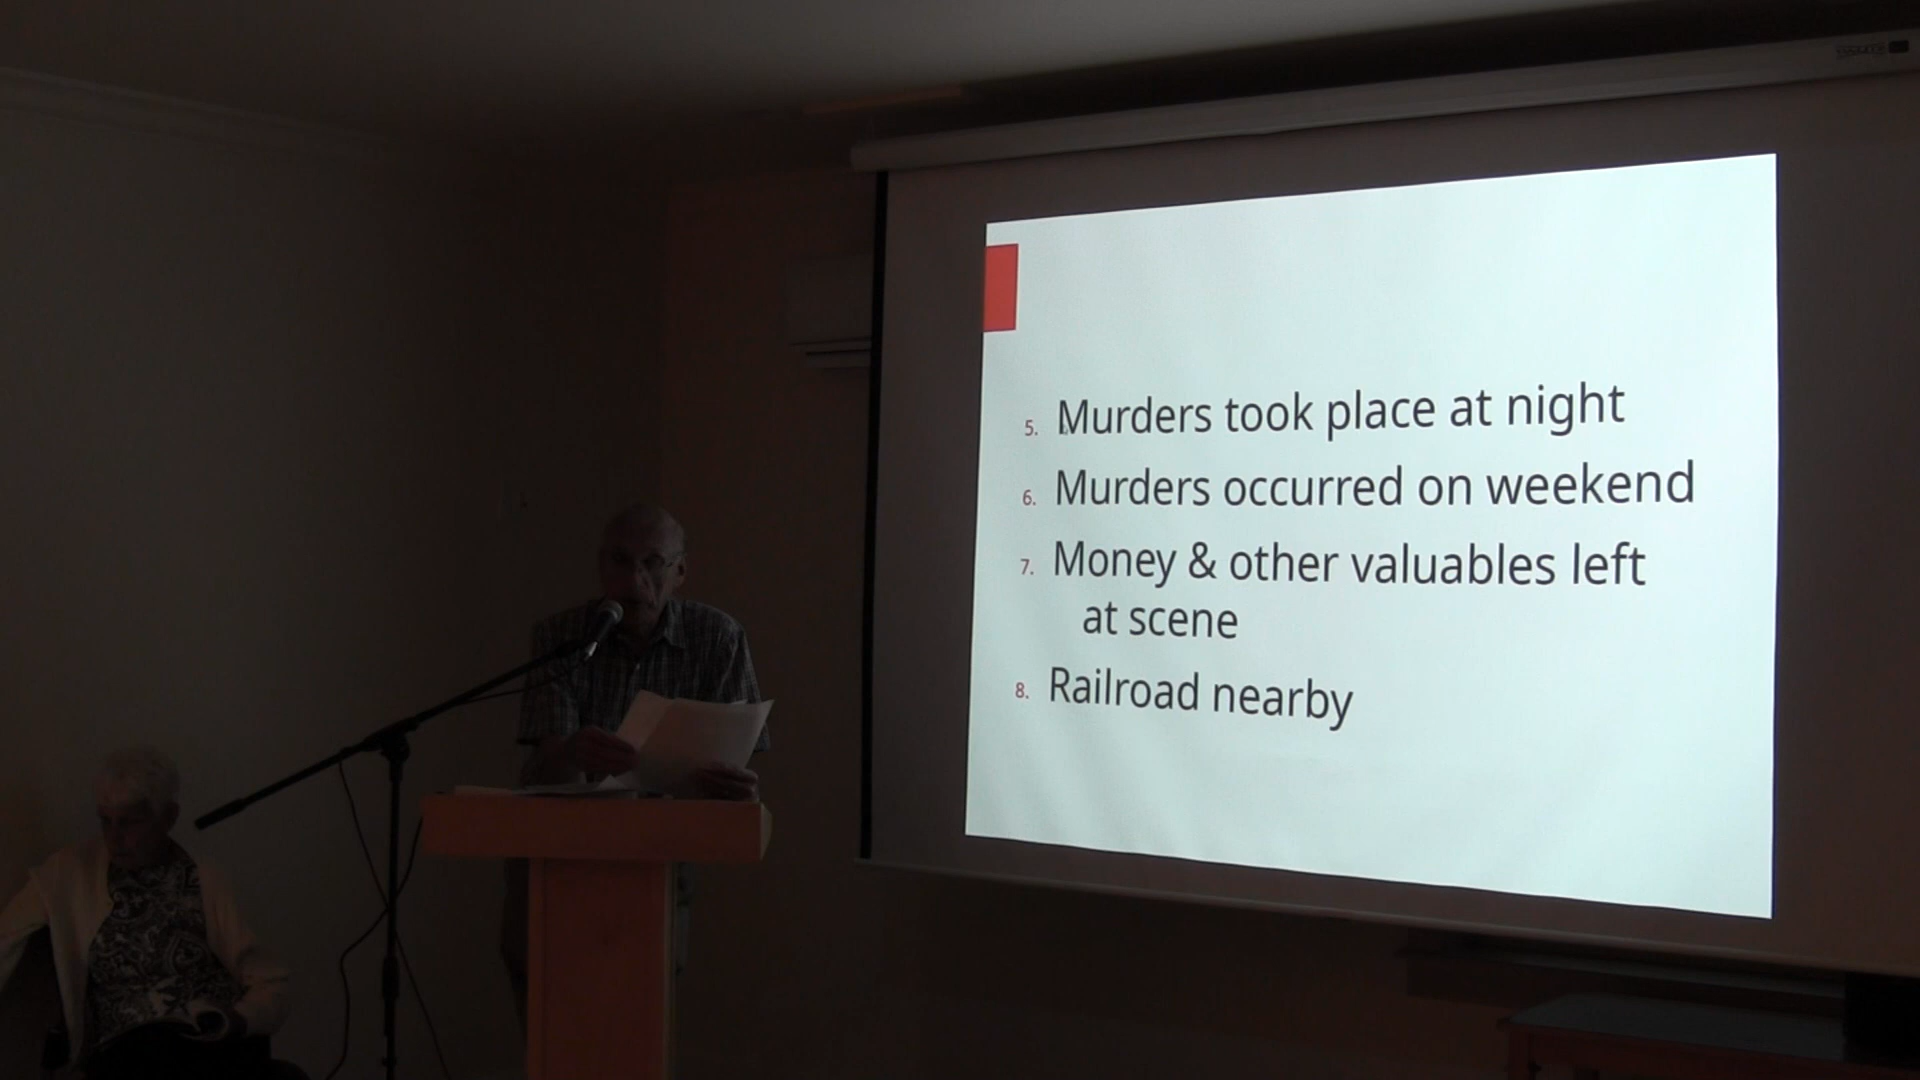 5. Murders took place at night
6. Murders occurred on weekend
7. Money & other valuables left
at scene
8. Railroad nearby